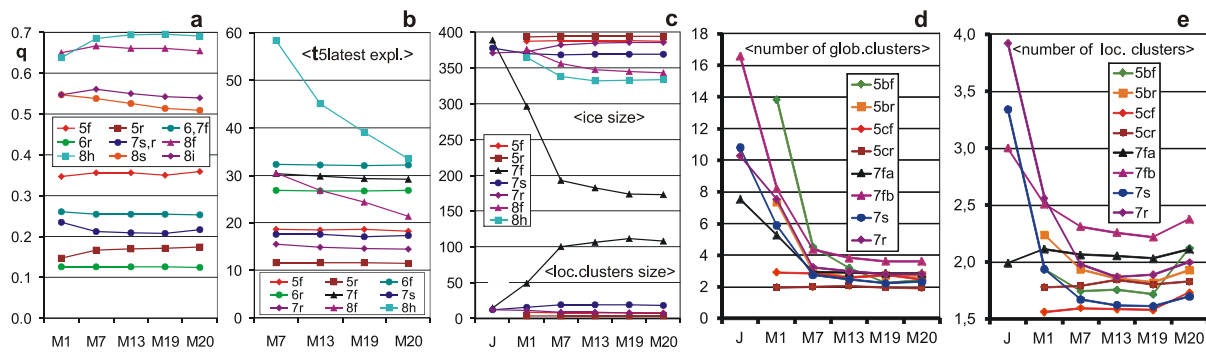 a
q
0.7
0.6
0.5
0.4
0.3
0.2
0.1
0
5f 5r 6,7f
6r 7s,r 8f
8h 8s 8i
M1 M7 M13 M19 M20
b
<t5latest expl.>
60
50
40
30
20
10
0
5f 5r 6f
6r 7f 7s
7r 8f 8h
M7 M13 M19 M20
c
400
350
300
250
200
150
100
50
0
<ice size>
5f
5r
7f
7s
7r
8f
8h
<loc.clusters size>
J M1 M7 M13 M19 M20
d
<number of glob.clusters>
18
16
14
12
10
8
6
4
2
0
5bf
5br
5cf
5cr
7fa
7fb
7s
7r
J M1 M7 M13 M19 M20
e
<number of loc. clusters>
4,0
3,5
3,0
2,5
2,0
1,5
5bf
5br
5cf
5cr
7fa
7fb
7s
7r
J M1 M7 M13 M19 M20